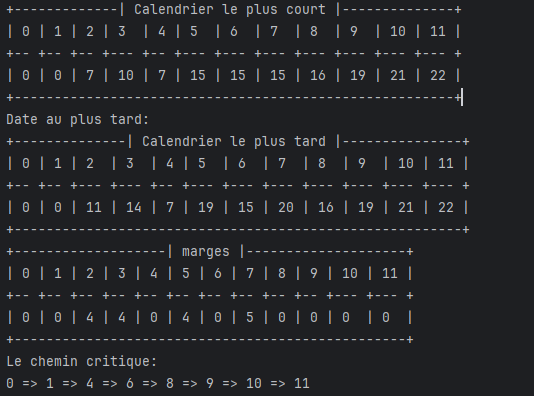 +-------------| Calendrier le plus court |--------------+
| 0 | 1 | 2 | 3  | 4 | 5  | 6  | 7  | 8  | 9  | 10 | 11 |
+-- +-- +-- +--- +-- +--- +--- +--- +--- +--- +--- +--- +
| 0 | 0 | 7 | 10 | 7 | 15 | 15 | 15 | 16 | 19 | 21 | 22 |
+-------------------------------------------------------+
Date au plus tard:
+--------------| Calendrier le plus tard |---------------+
| 0 | 1 | 2  | 3  | 4 | 5  | 6  | 7  | 8  | 9  | 10 | 11 |
+-- +-- +--- +--- +-- +--- +--- +--- +--- +--- +--- +--- +
| 0 | 0 | 11 | 14 | 7 | 19 | 15 | 20 | 16 | 19 | 21 | 22 |
+--------------------------------------------------------+
+-------------------| marges |--------------------+
| 0 | 1 | 2 | 3 | 4 | 5 | 6 | 7 | 8 | 9 | 10 | 11 |
+-- +-- +-- +-- +-- +-- +-- +-- +-- +-- +--- +--- +
| 0 | 0 | 4 | 4 | 0 | 4 | 0 | 5 | 0 | 0 | 0  | 0  |
+-------------------------------------------------+
Le chemin critique:
0 => 1 => 4 => 6 => 8 => 9 => 10 => 11